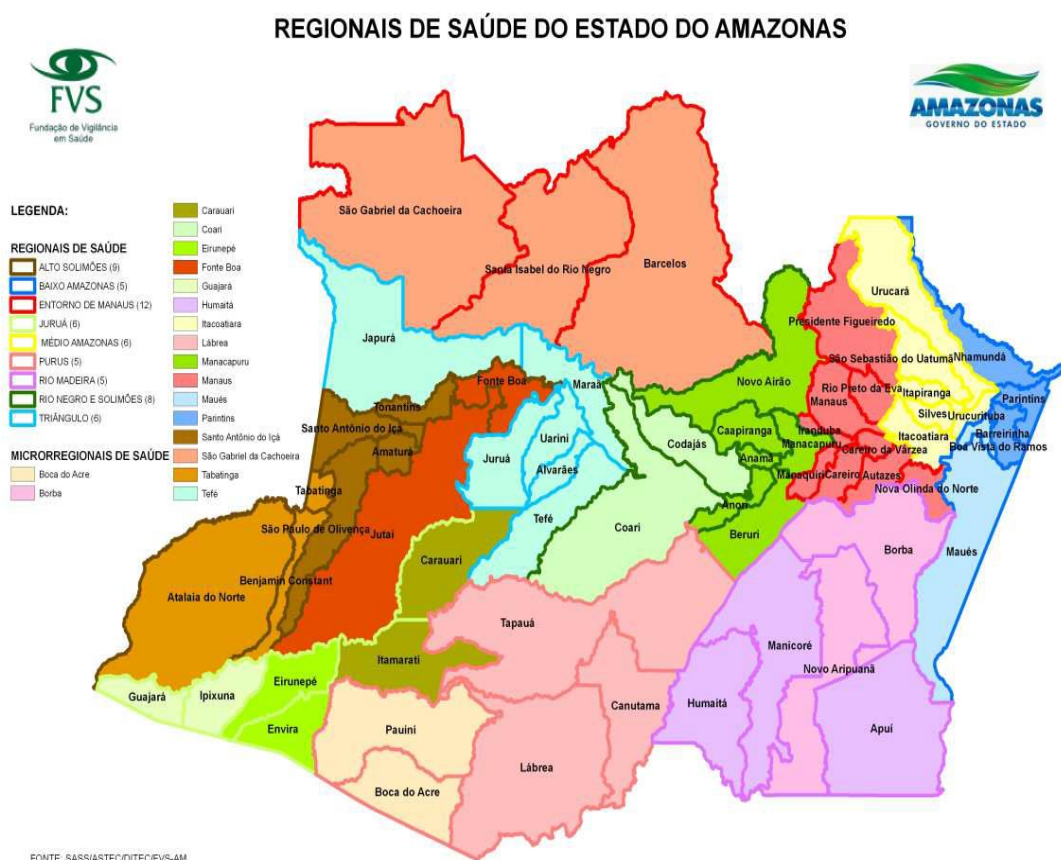 REGIONAIS DE SAÚDE DO ESTADO DO AMAZONAS
FVS
Fundação de Vigilância
em Saúde
AMAZONAS
GOVERNO DO ESTADO
LEGENDA:
REGIONAIS DE SAÚDE
ALTO SOLIMÕES (9)
BAIXO AMAZONAS (5)
ENTORNO DE MANAUS (12)
JURUÁ (6)
MÉDIO AMAZONAS (6)
PURUS (5)
RIO MADEIRA (5)
RIO NEGRO E SOLIMÕES (8)
TRIÂNGULO (6)
MICRORREGIONAIS DE SAÚDE
Boca do Acre
Borba
Carauari
Coari
Eirunepé
Fonte Boa
Guajará
Humaitá
Itacoatiara
Lábrea
Manacapuru
Manaus
Maués
Parintins
Santo Antônio do Içá
São Gabriel da Cachoeira
Tabatinga
Tefé
São Gabriel da Cachoeira
Santa Isabel do Rio Negro
Barcelos
Urucará
Presidente Figueiredo
Japurá
São Sebastião do Uatumã
Nhamundá
Fonte Boa
Maraã
Novo Airão
Rio Preto da Eva
Itapiranga
Parintins
Manaus
Tonantins
Silves
Urucurituba
Santo Antônio do Içá
Uarini
Codajás
Caapiranga
Iranduba
Itacoatiara
Barreirinha
Amaturá
Manacapuru
Careiro da Várzea
Boa Vista do Ramos
Juruá
Alvarães
Anamã
Manaquiri
Careiro
Autazes
Tabatinga
Nova Olinda do Norte
Anori
São Paulo de Olivença
Jutaí
Tefé
Coari
Beruri
Borba
Maués
Carauari
Benjamin Constant
Atalaia do Norte
Tapauá
Manicoré
Itamarati
Novo Aripuanã
Eirunepé
Guajará
Ipixuna
Canutama
Humaitá
Envira
Pauini
Apuí
Lábrea
Boca do Acre
FONTE: SASS/ASTEC/DITEC/FVS-AM